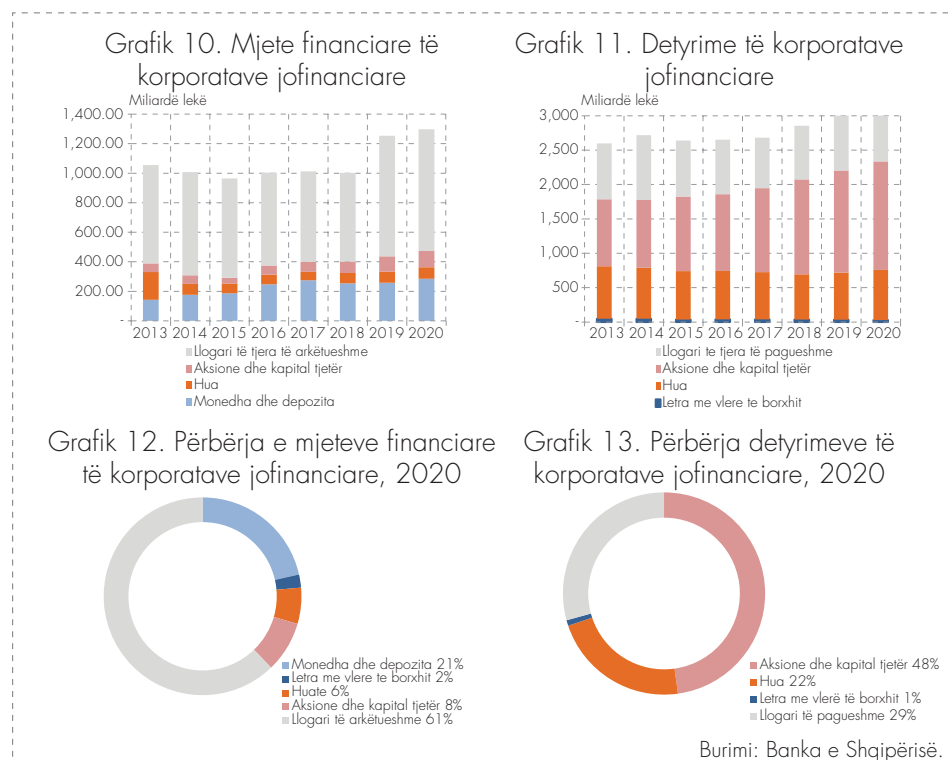 Grafik 10. Mjete financiare të
korporatave jofinanciare
Miliardë lekë
1,400.00
1,200.00
1,000.00
800.00
600.00
400.00
200.00
-
2013 2014 2015 2016 2017 2018 2019 2020
Llogari të tjera të arkëtueshme
Aksione dhe kapital tjetër
Hua
Monedha dhe depozita
Grafik 11. Detyrime të korporatave
jofinanciare
Miliardë lekë
3,000
2,500
2,000
1,500
1,000
500
-
2013 2014 2015 2016 2017 2018 2019 2020
Llogari te tjera të pagueshme
Aksione dhe kapital tjetër
Hua
Letra me vlere te borxhit
Grafik 12. Përbërja e mjeteve financiare
të korporatave jofinanciare, 2020
Monedha dhe depozita 21%
Letra me vlere te borxhit 2%
Huate 6%
Aksione dhe kapital tjetër 8%
Llogari të arkëtueshme 61%
Grafik 13. Përbërja detyrimeve të
korporatave jofinanciare, 2020
Aksione dhe kapital tjetër 48%
Hua 22%
Letra me vlerë të borxhit 1%
Llogari të pagueshme 29%
Burimi: Banka e Shqipërisë.